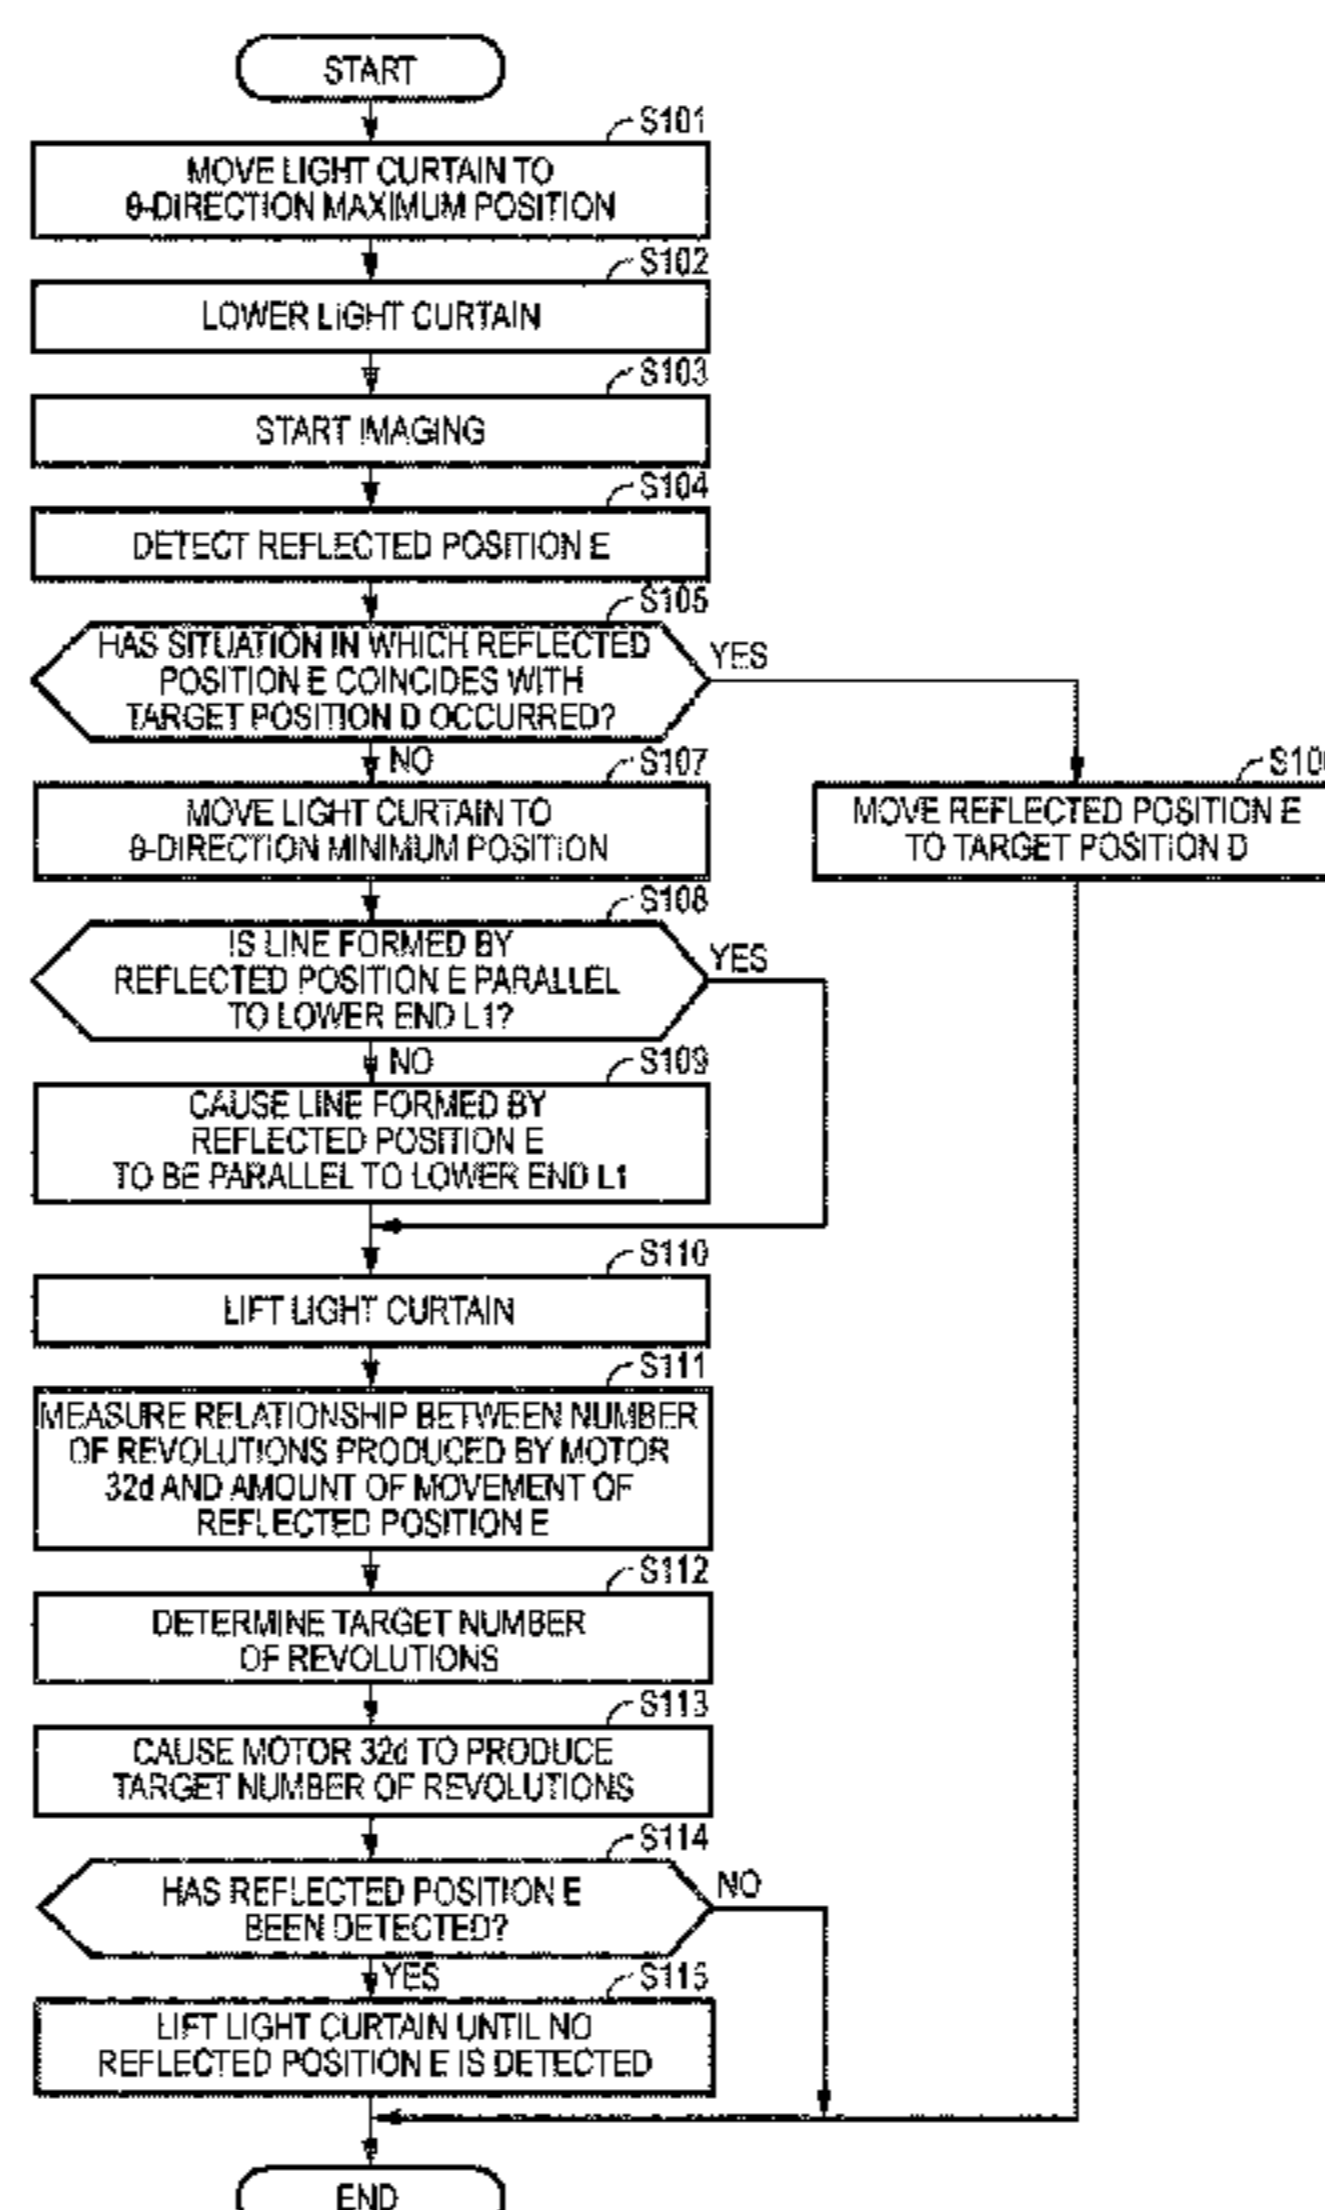 START
S101
MOVE LIGHT CURTAIN TO
θ-DIRECTION MAXIMUM POSITION
S102
LOWER LIGHT CURTAIN
S103
START IMAGING
S104
DETECT REFLECTED POSITION E
S105
HAS SITUATION IN WHICH REFLECTED
POSITION E COINCIDES WITH
TARGET POSITION D OCCURRED?
YES
NO
S107
MOVE LIGHT CURTAIN TO
θ-DIRECTION MINIMUM POSITION
MOVE REFLECTED POSITION E
TO TARGET POSITION D
S108
IS LINE FORMED BY
REFLECTED POSITION E PARALLEL
TO LOWER END L1?
YES
NO
S109
CAUSE LINE FORMED BY
REFLECTED POSITION E
TO BE PARALLEL TO LOWER END L1
S110
LIFT LIGHT CURTAIN
S111
MEASURE RELATIONSHIP BETWEEN NUMBER
OF REVOLUTIONS PRODUCED BY MOTOR
32d AND AMOUNT OF MOVEMENT OF
REFLECTED POSITION E
S112
DETERMINE TARGET NUMBER
OF REVOLUTIONS
S113
CAUSE MOTOR 32d TO PRODUCE
TARGET NUMBER OF REVOLUTIONS
S114
HAS REFLECTED POSITION E
BEEN DETECTED?
NO
YES
S115
LIFT LIGHT CURTAIN UNTIL NO
REFLECTED POSITION E IS DETECTED
END